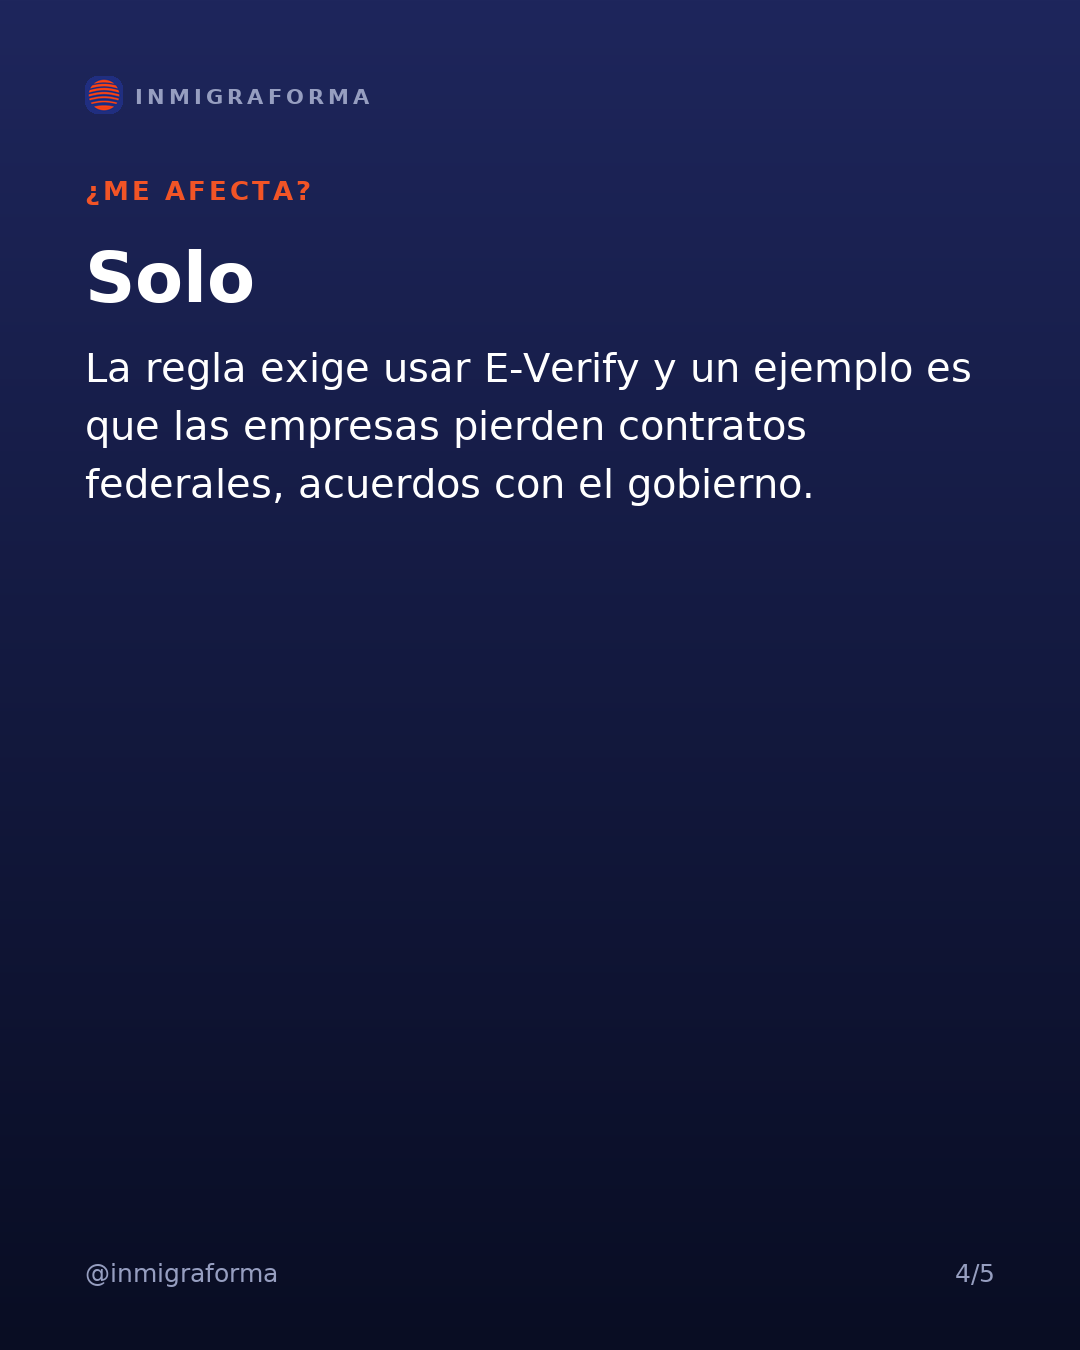 INMIGRAFORMA
¿ME AFECTA?
Solo
La regla exige usar E-Verify y un ejemplo es
que las empresas pierden contratos
federales, acuerdos con el gobierno.
@inmigraforma
4/5